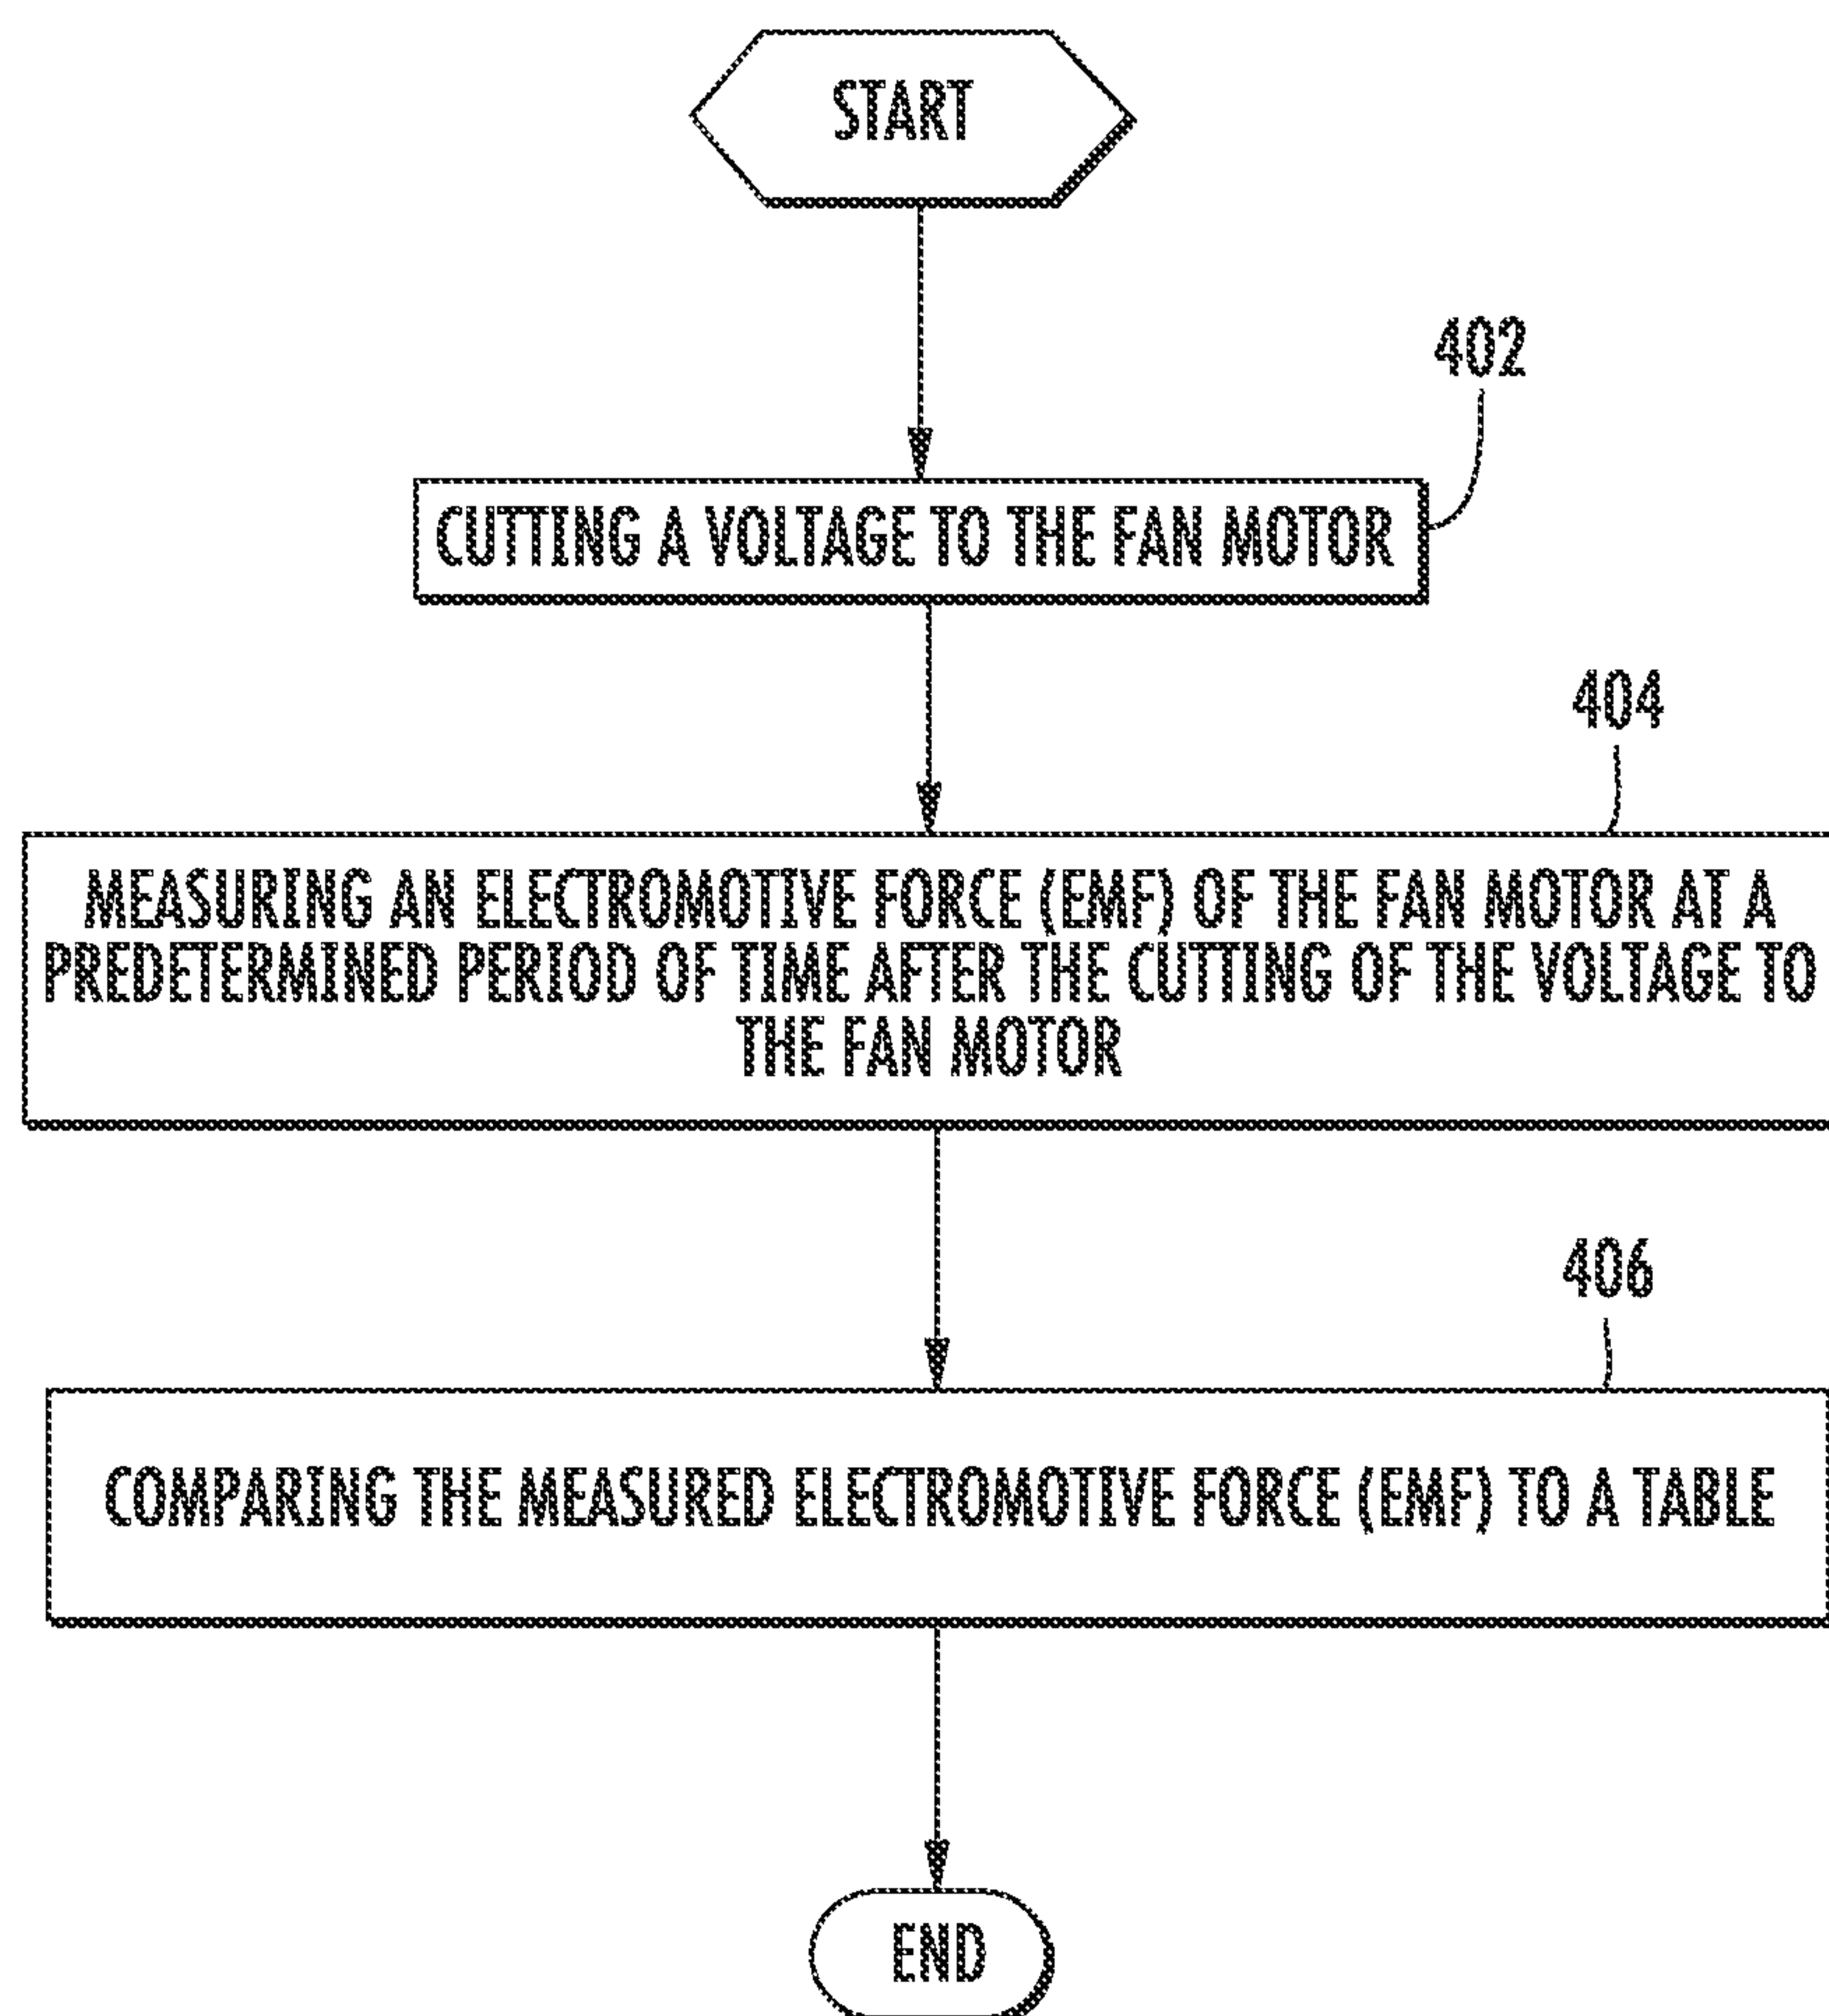 START
402
CUTTING A VOLTAGE TO THE FAN MOTOR
404
MEASURING AN ELECTROMOTIVE FORCE (EMF) OF THE FAN MOTOR AT A
PREDETERMINED PERIOD OF TIME AFTER THE CUTTING OF THE VOLTAGE TO
THE FAN MOTOR
406
COMPARING THE MEASURED ELECTROMOTIVE FORCE (EMF) TO A TABLE
END